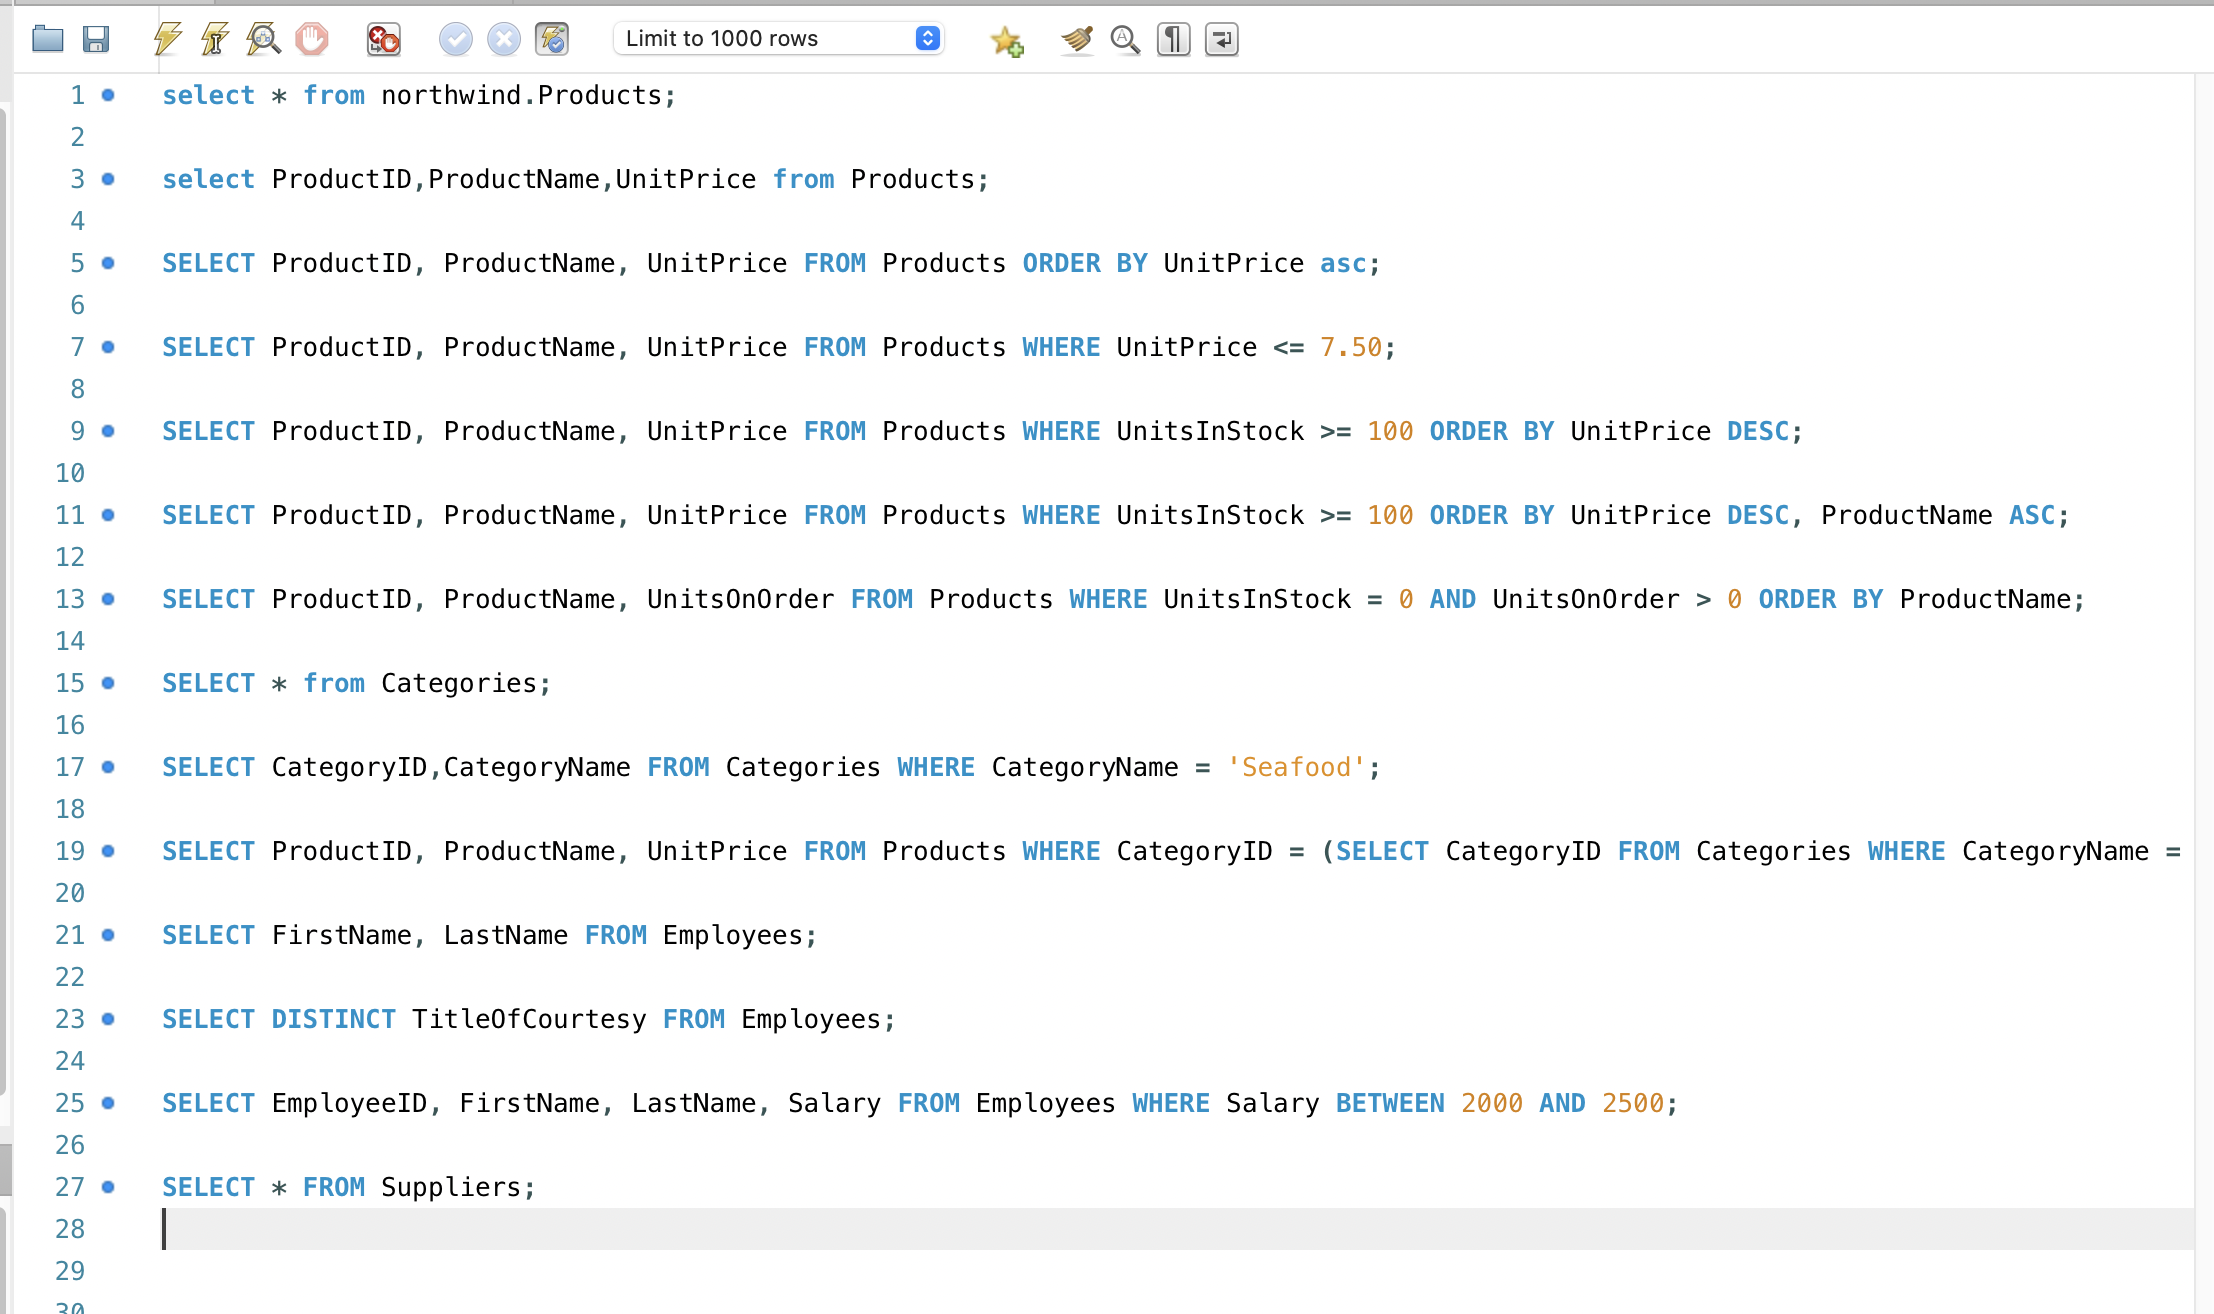 Limit to 1000 rows
1 select * from northwind.Products;
2
3 select ProductID,ProductName,UnitPrice from Products;
4
5 SELECT ProductID, ProductName, UnitPrice FROM Products ORDER BY UnitPrice asc;
6
7 SELECT ProductID, ProductName, UnitPrice FROM Products WHERE UnitPrice <= 7.50;
8
9 SELECT ProductID, ProductName, UnitPrice FROM Products WHERE UnitsInStock >= 100 ORDER BY UnitPrice DESC;
10
11 SELECT ProductID, ProductName, UnitPrice FROM Products WHERE UnitsInStock >= 100 ORDER BY UnitPrice DESC, ProductName ASC;
12
13 SELECT ProductID, ProductName, UnitsOnOrder FROM Products WHERE UnitsInStock = 0 AND UnitsOnOrder > 0 ORDER BY ProductName;
14
15 SELECT * from Categories;
16
17 SELECT CategoryID,CategoryName FROM Categories WHERE CategoryName = 'Seafood';
18
19 SELECT ProductID, ProductName, UnitPrice FROM Products WHERE CategoryID = (SELECT CategoryID FROM Categories WHERE CategoryName =
20
21 SELECT FirstName, LastName FROM Employees;
22
23 SELECT DISTINCT TitleOfCourtesy FROM Employees;
24
25 SELECT EmployeeID, FirstName, LastName, Salary FROM Employees WHERE Salary BETWEEN 2000 AND 2500;
26
27 SELECT * FROM Suppliers;
28
29
30